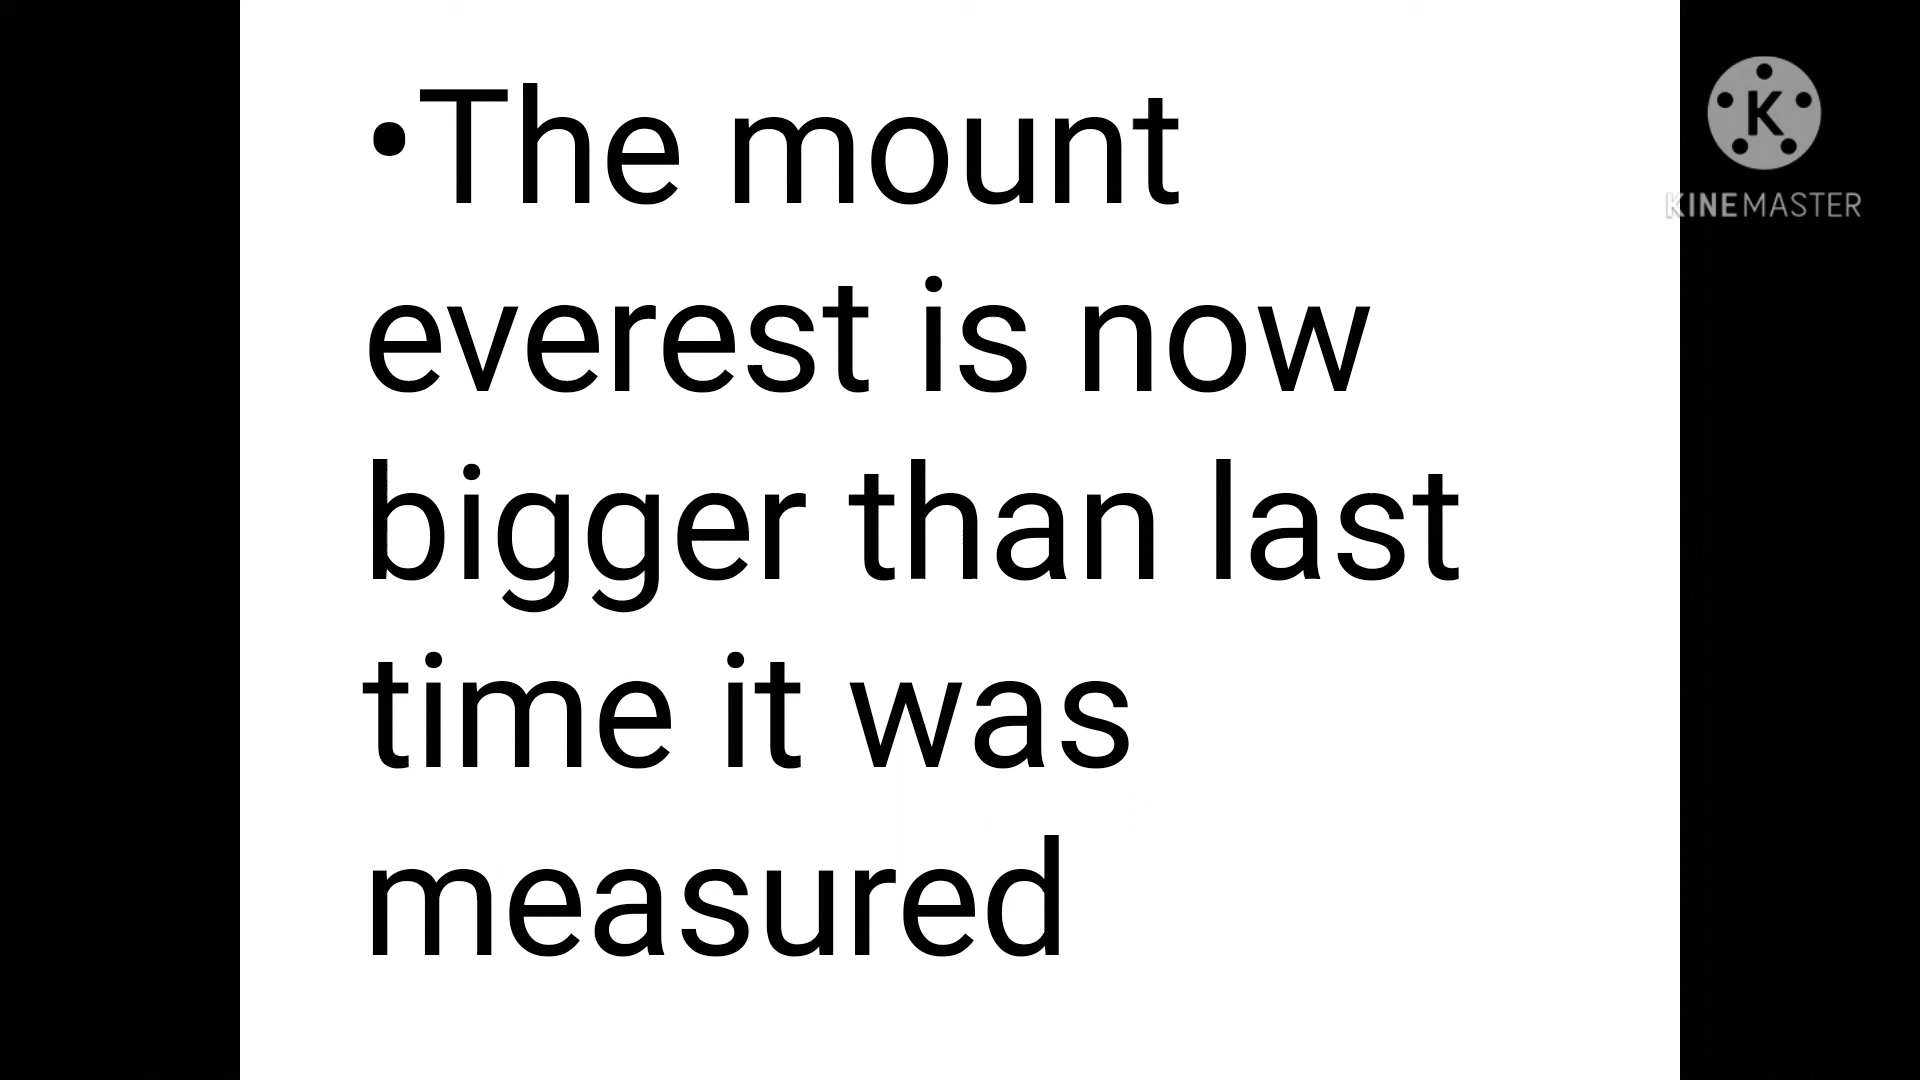 •The mount
everest is now
bigger than last
time it was
measured
K
KINEMASTER